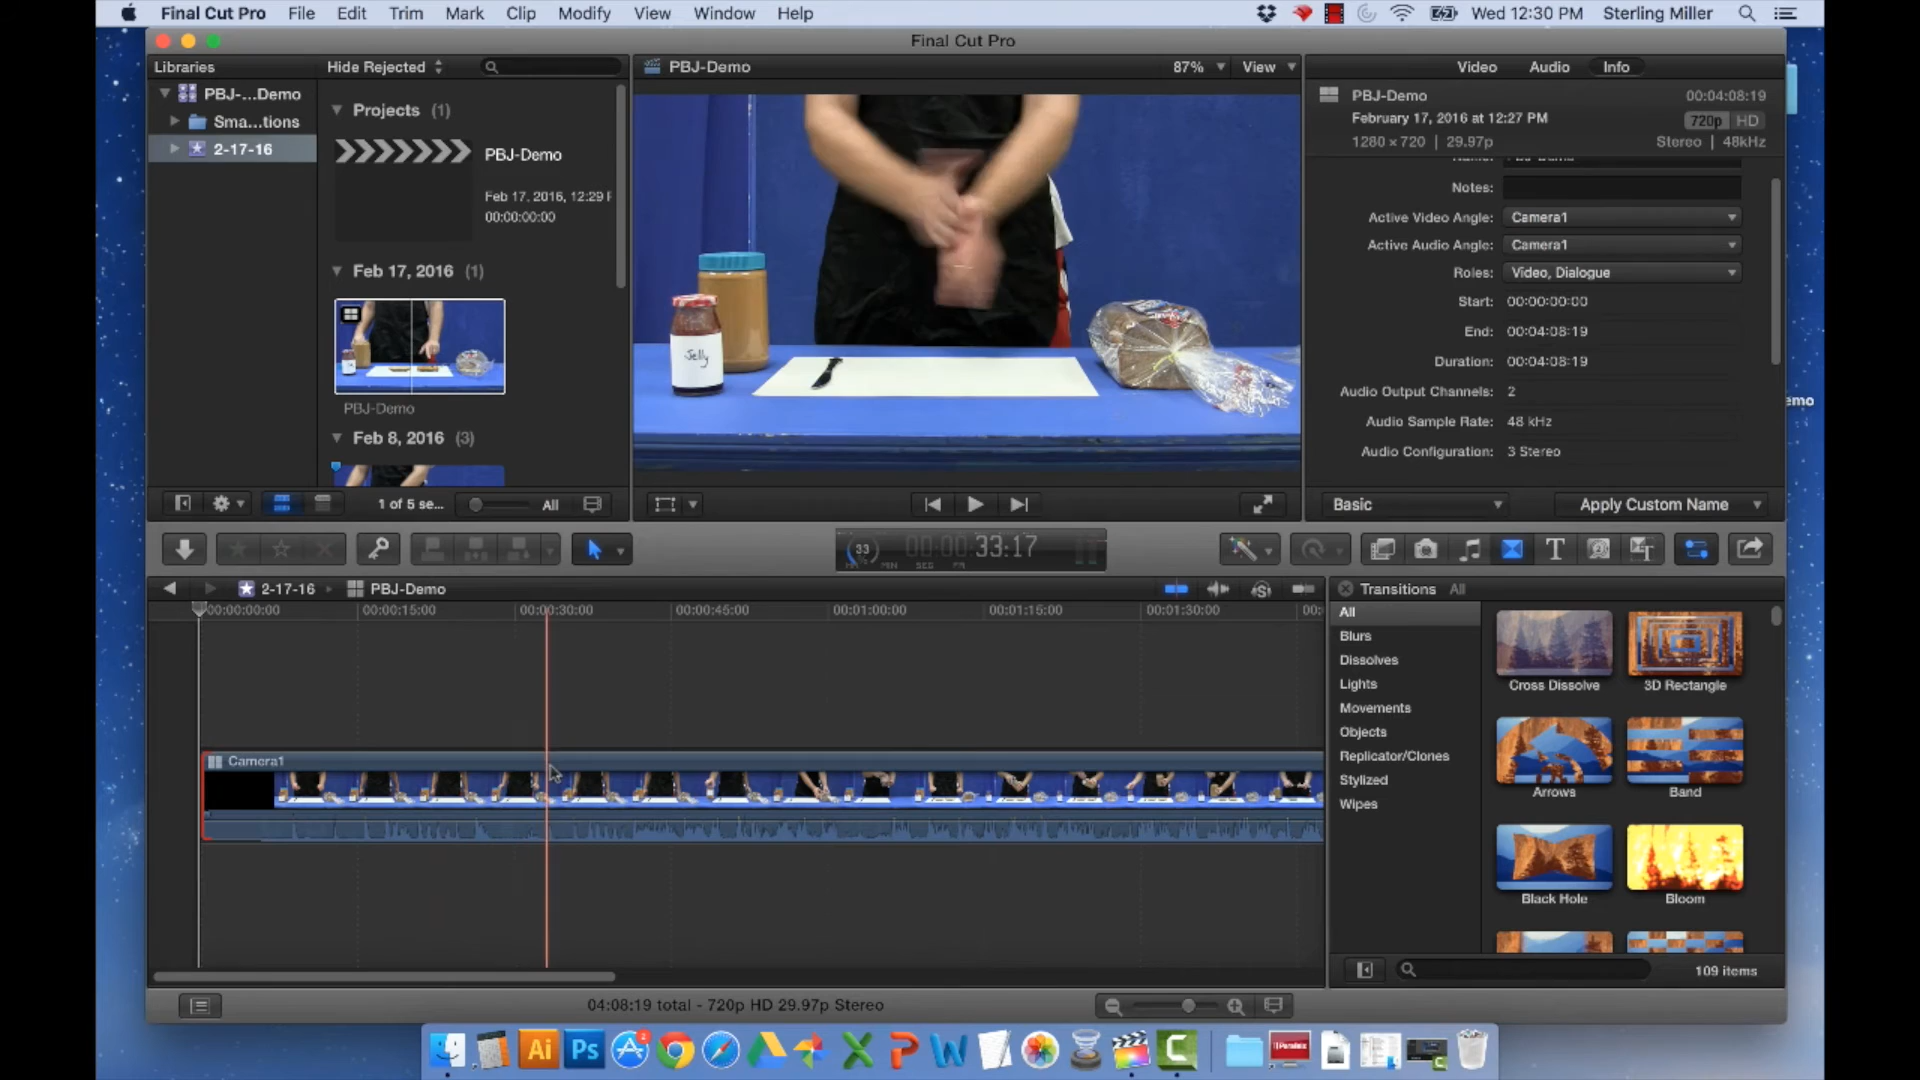 Final Cut Pro File Edit Trim Mark Clip Modify View Window Help Wed 12:30 PM Sterling Miller
Final Cut Pro
Libraries Hide Rejected PBJ-Demo 87% View Video Audio Info
PBJ-...Demo
Sma...tions
2-17-16
Projects (1)
PBJ-Demo
Feb 17, 2016, 12:29
00:00:00:00
Feb 17, 2016 (1)
PBJ-Demo
Feb 8, 2016 (3)
Jelly
PBJ-Demo 00:04:08:19
February 17, 2016 at 12:27 PM 720p HD
1280 × 720 | 29.97p Stereo | 48kHz
Notes:
Active Video Angle: Camera1
Active Audio Angle: Camera1
Roles: Video, Dialogue
Start: 00:00:00:00
End: 00:04:08:19
Duration: 00:04:08:19
Audio Output Channels: 2
Audio Sample Rate: 48 kHz
Audio Configuration: 3 Stereo
emo
1 of 5 se... All Basic Apply Custom Name
33 00:00:33:17
HR MIN SEC FR
2-17-16 PBJ-Demo
00:00:00:00 00:00:15:00 00:00:30:00 00:00:45:00 00:01:00:00 00:01:15:00 00:01:30:00
Camera1
Transitions All
All
Blurs
Dissolves
Lights
Movements
Objects
Replicator/Clones
Stylized
Wipes
Cross Dissolve 3D Rectangle
Arrows Band
Black Hole Bloom
109 items
04:08:19 total - 720p HD 29.97p Stereo
Ai Ps